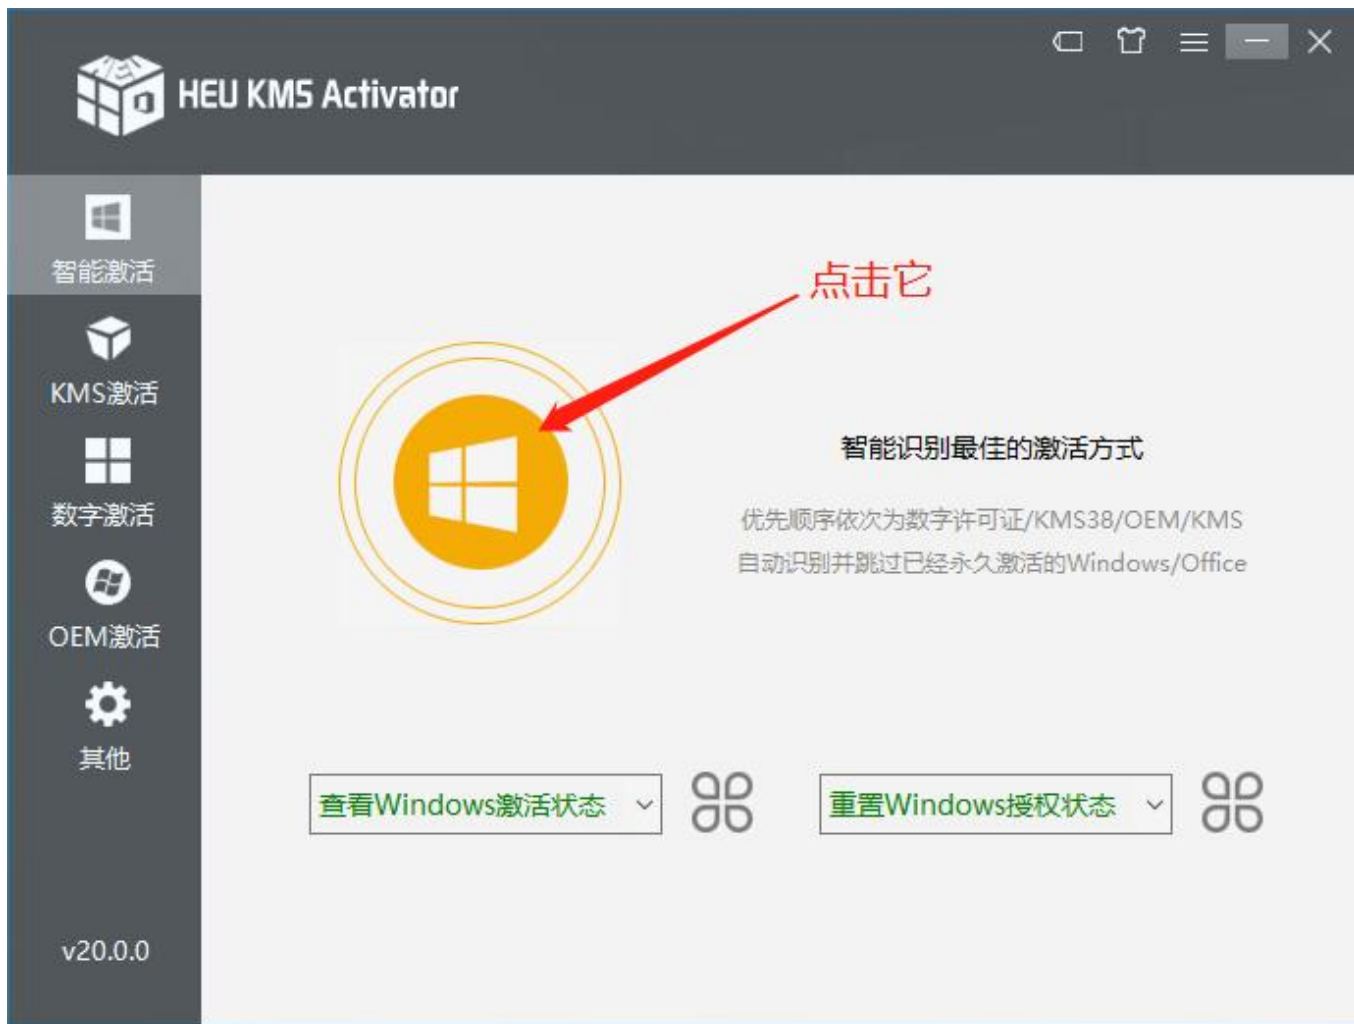 HEU KMS Activator
智能激活
点击它
KMS激活
智能识别最佳的激活方式
数字激活
优先顺序依次为数字许可证/KMS38/OEM/KMS
自动识别并跳过已经永久激活的Windows/Office
OEM激活
其他
查看Windows激活状态
重置Windows授权状态
v20.0.0